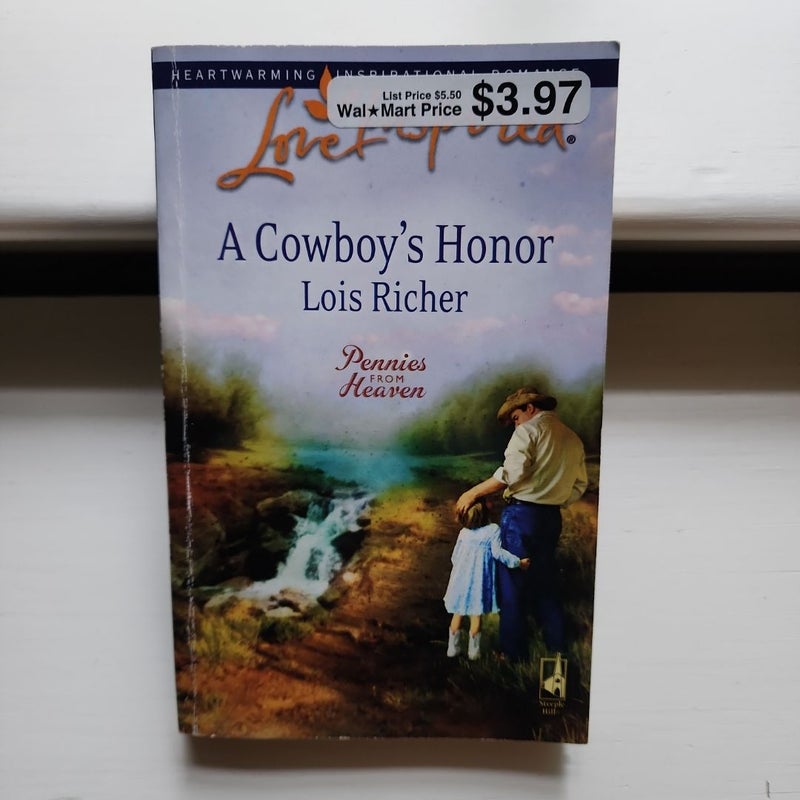 HEARTWARMING INSPIRATIONAL ROMANCE
List Price $5.50
Wal★Mart Price $3.97
Love Inspired®
A Cowboy's Honor
Lois Richer
Pennies
FROM
Heaven
Steeple
Hill